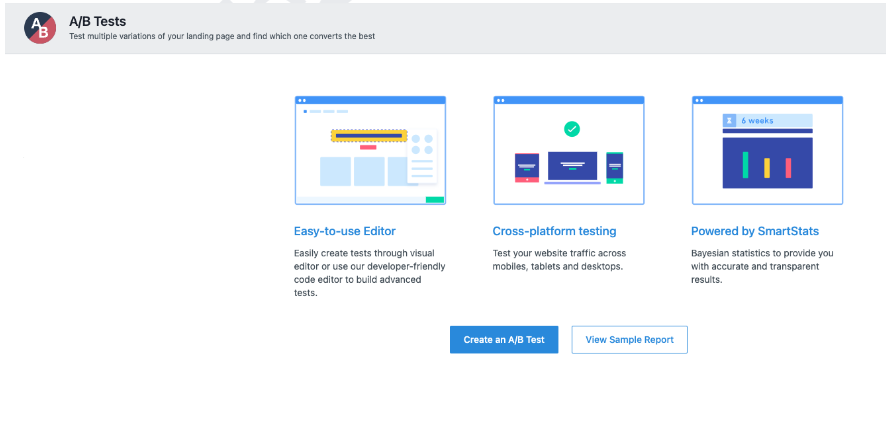 A/B Tests
Test multiple variations of your landing page and find which one converts the best
A
B
6 weeks
Easy-to-use Editor
Easily create tests through visual
editor or use our developer-friendly
code editor to build advanced
tests.
Cross-platform testing
Test your website traffic across
mobiles, tablets and desktops.
Powered by SmartStats
Bayesian statistics to provide you
with accurate and transparent
results.
Create an A/B Test
View Sample Report